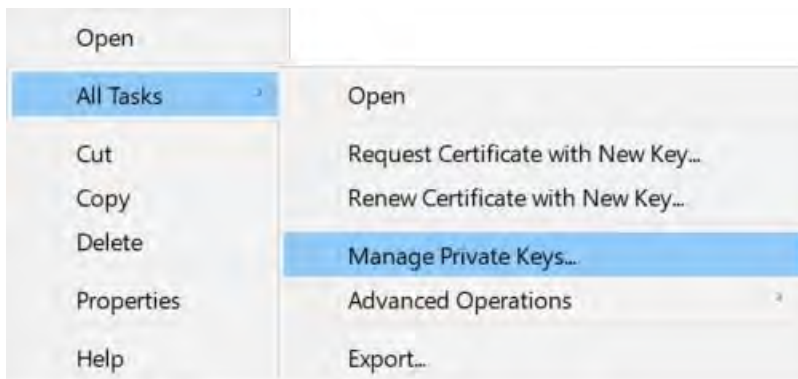 Open
All Tasks
Cut
Copy
Delete
Properties
Help
Open
Request Certificate with New Key...
Renew Certificate with New Key...
Manage Private Keys...
Advanced Operations
Export...